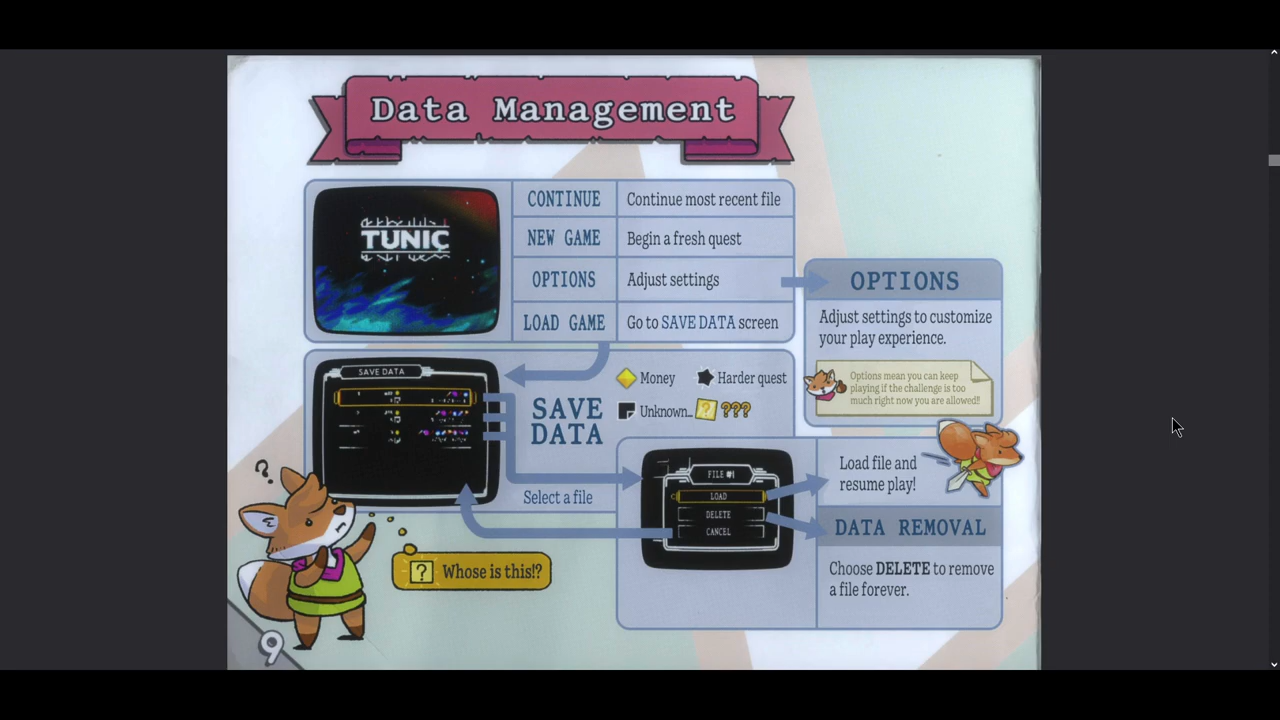 Data Management
TUNIC
CONTINUE
Continue most recent file
NEW GAME
Begin a fresh quest
OPTIONS
Adjust settings
LOAD GAME
Go to SAVE DATA screen
OPTIONS
Adjust settings to customize
your play experience.
Options mean you can keep
playing if the challenge is too
much right now you are allowed!!
SAVE DATA
SAVE
DATA
Money
Harder quest
Unknown..
? ???
Select a file
FILE #1
LOAD
DELETE
CANCEL
Load file and
resume play!
DATA REMOVAL
Choose DELETE to remove
a file forever.
?
? Whose is this!?
9